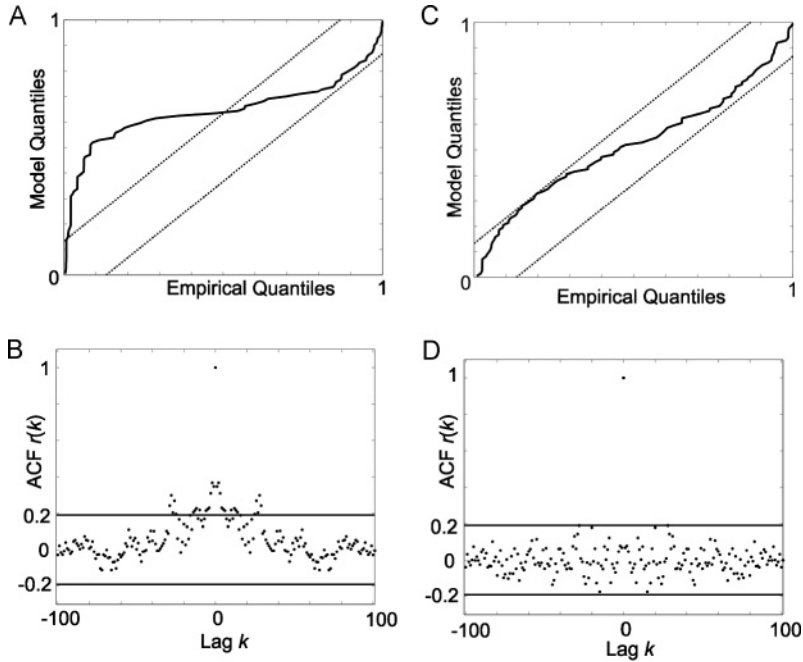 A
1
Model Quantiles
0
Empirical Quantiles
1
C
1
Model Quantiles
0
Empirical Quantiles
1
B
1
ACF r(k)
0.2
0
-0.2
-100
0
100
Lag k
D
1
ACF r(k)
0.2
0
-0.2
-100
0
100
Lag k